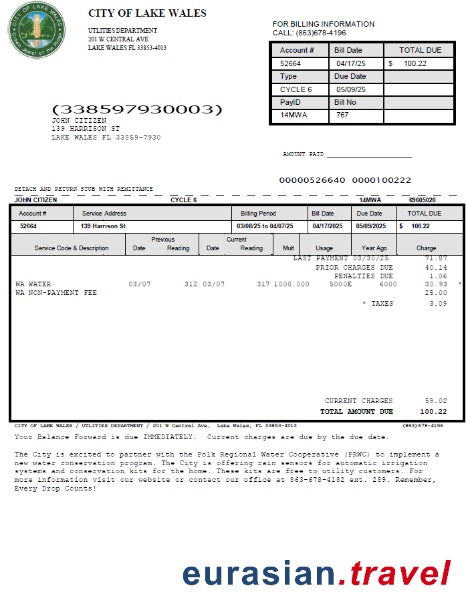 CITY OF LAKE WALES
UTILITIES DEPARTMENT
201 W CENTRAL AVE
LAKE WALES FL 33853-4013
FOR BILLING INFORMATION
CALL: (863)678-4196
Account # Bill Date TOTAL DUE
52664 04/17/25 $ 100.22
Type Due Date
CYCLE 6 05/09/25
PayID Bill No
14MWA 767
(338597930003)
JOHN CITIZEN
139 HARRISON ST
LAKE WALES FL 33859-7930
AMOUNT PAID
00000526640 0000100222
DETACH AND RETURN STUB WITH REMITTANCE
JOHN CITIZEN CYCLE 6 14MWA 69605020
Account # Service Address Billing Period Bill Date Due Date TOTAL DUE
52664 139 Harrison St 03/08/25 to 04/07/25 04/17/2025 05/09/2025 $ 100.22
Previous Current
Service Code & Description Date Reading Date Reading Mult Usage Year Ago Charge
LAST PAYMENT 03/30/25 71.87
PRIOR CHARGES DUE 40.14
PENALTIES DUE 1.06
WA WATER 03/07 312 03/07 317 1000.000 5000E 6000 30.93 *
WA NON-PAYMENT FEE 25.00
* TAXES 3.09
CURRENT CHARGES 59.02
TOTAL AMOUNT DUE 100.22
CITY OF LAKE WALES / UTILITIES DEPARTMENT / 201 W Central Ave, Lake Wales, FL 33853-4013 (863)678-4196
Your Balance Forward is due IMMEDIATELY. Current charges are due by the due date.
The City is excited to partner with the Polk Regional Water Cooperative (PRWC) to implement a
new water conservation program. The City is offering rain sensors for automatic irrigation
systems and conservation kits for the home. These kits are free to utility customers. For
more information visit our website or contact our office at 863-678-4182 ext. 289. Remember,
Every Drop Counts!
eurasian.travel